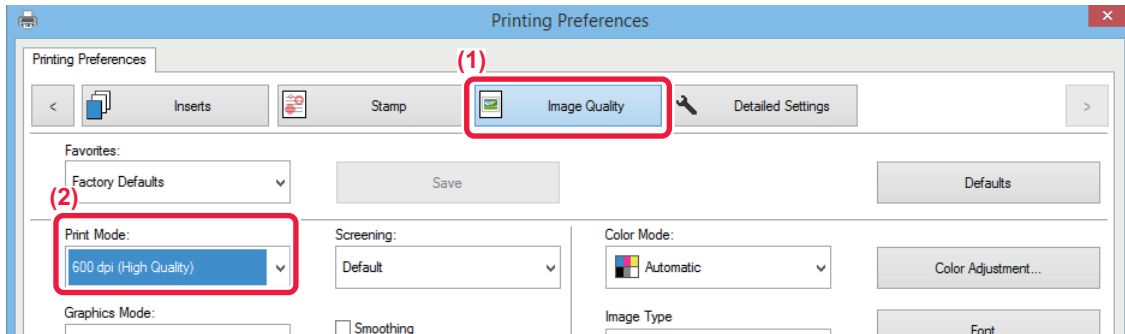 Printing Preferences
Printing Preferences
(1)
< Inserts Stamp Image Quality Detailed Settings >
Favorites:
Factory Defaults Save Defaults
(2)
Print Mode: Screening: Color Mode:
600 dpi (High Quality) Default Automatic Color Adjustment...
Graphics Mode: Smoothing Image Type Font